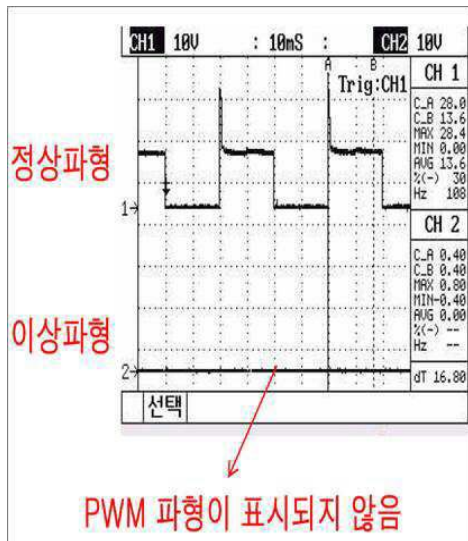 CH1 10V : 10mS : CH2 10V
A B
Trig:CH1
CH 1
C_A 28.0
C_B 13.6
MAX 28.4
MIN 0.00
AVG 13.6
%(-) 30
Hz 108
정상파형
1
CH 2
C_A 0.40
C_B 0.40
MAX 0.80
MIN-0.40
AVG 0.00
%(-) --
Hz --
이상파형
2
dT 16.80
선택
PWM 파형이 표시되지 않음